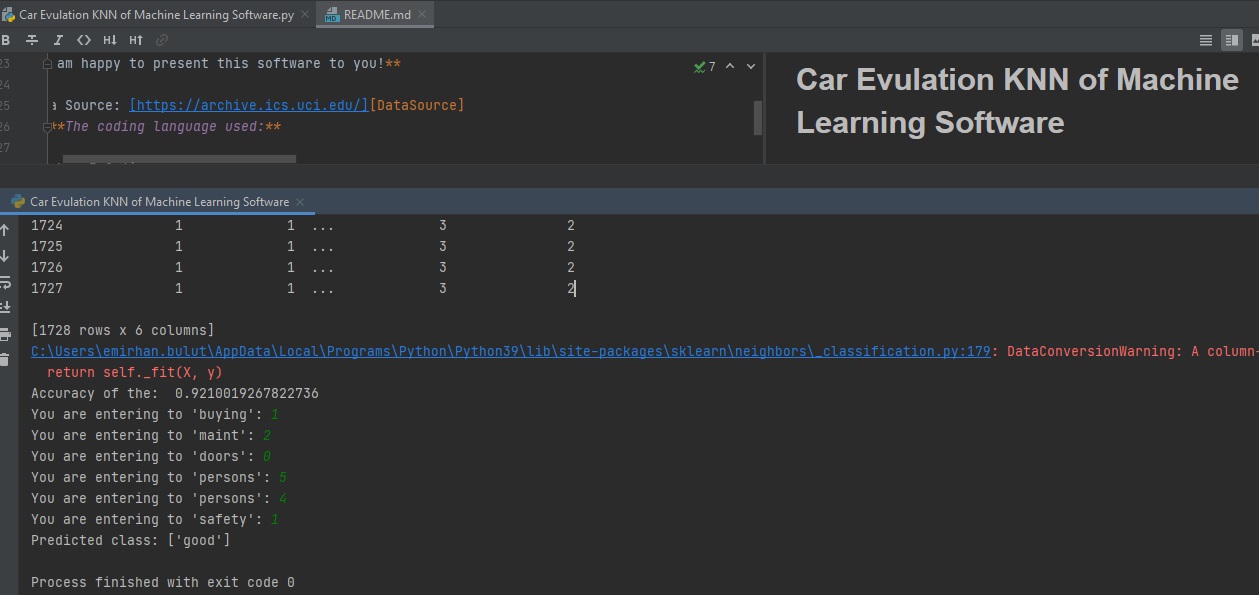 Car Evulation KNN of Machine Learning Software.py
README.md
B I H↓ H↑
23 am happy to present this software to you!** 7
24
25 a Source: [https://archive.ics.uci.edu/][DataSource]
26 **The coding language used:**
27
Car Evulation KNN of Machine
Learning Software
Car Evulation KNN of Machine Learning Software
1724 1 1 ... 3 2
1725 1 1 ... 3 2
1726 1 1 ... 3 2
1727 1 1 ... 3 2
[1728 rows x 6 columns]
C:\Users\emirhan.bulut\AppData\Local\Programs\Python\Python39\lib\site-packages\sklearn\neighbors\_classification.py:179: DataConversionWarning: A column-
return self._fit(X, y)
Accuracy of the:  0.9210019267822736
You are entering to 'buying': 1
You are entering to 'maint': 2
You are entering to 'doors': 0
You are entering to 'persons': 5
You are entering to 'persons': 4
You are entering to 'safety': 1
Predicted class: ['good']
Process finished with exit code 0